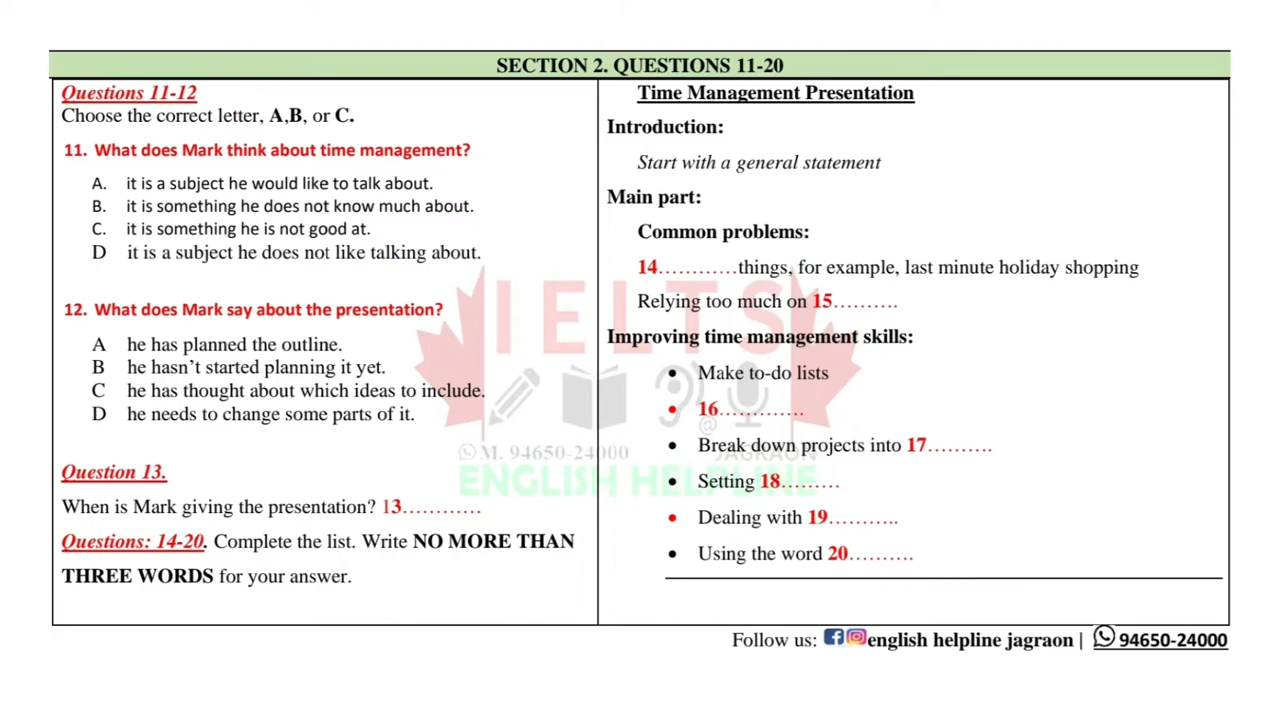 SECTION 2. QUESTIONS 11-20
Questions 11-12
Choose the correct letter, A,B, or C.
11. What does Mark think about time management?
A. it is a subject he would like to talk about.
B. it is something he does not know much about.
C. it is something he is not good at.
D it is a subject he does not like talking about.
12. What does Mark say about the presentation?
A he has planned the outline.
B he hasn't started planning it yet.
C he has thought about which ideas to include.
D he needs to change some parts of it.
Question 13.
When is Mark giving the presentation? 13…………
Questions: 14-20. Complete the list. Write NO MORE THAN
THREE WORDS for your answer.
Time Management Presentation
Introduction:
Start with a general statement
Main part:
Common problems:
14…………things, for example, last minute holiday shopping
Relying too much on 15……….
Improving time management skills:
• Make to-do lists
• 16………….
• Break down projects into 17……….
• Setting 18………
• Dealing with 19………..
• Using the word 20……….
IELTS
@
M. 94650-24000 JAGRAON
ENGLISH HELPLINE
Follow us: english helpline jagraon | 94650-24000